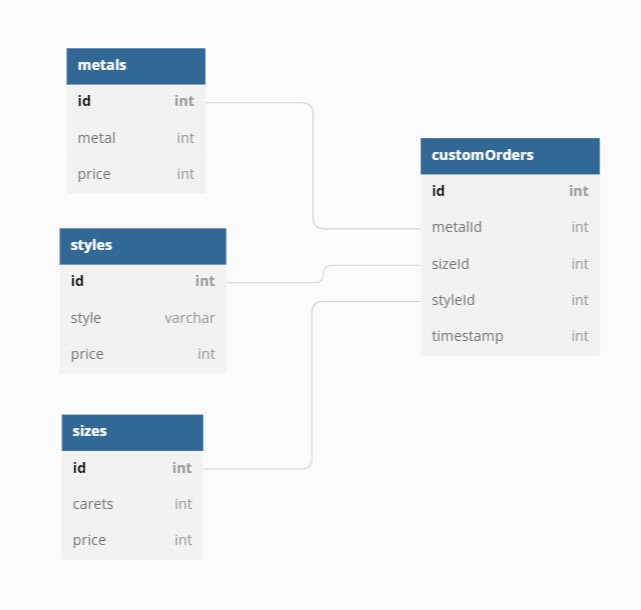 metals
id int
metal int
price int
styles
id int
style varchar
price int
sizes
id int
carets int
price int
customOrders
id int
metalId int
sizeId int
styleId int
timestamp int